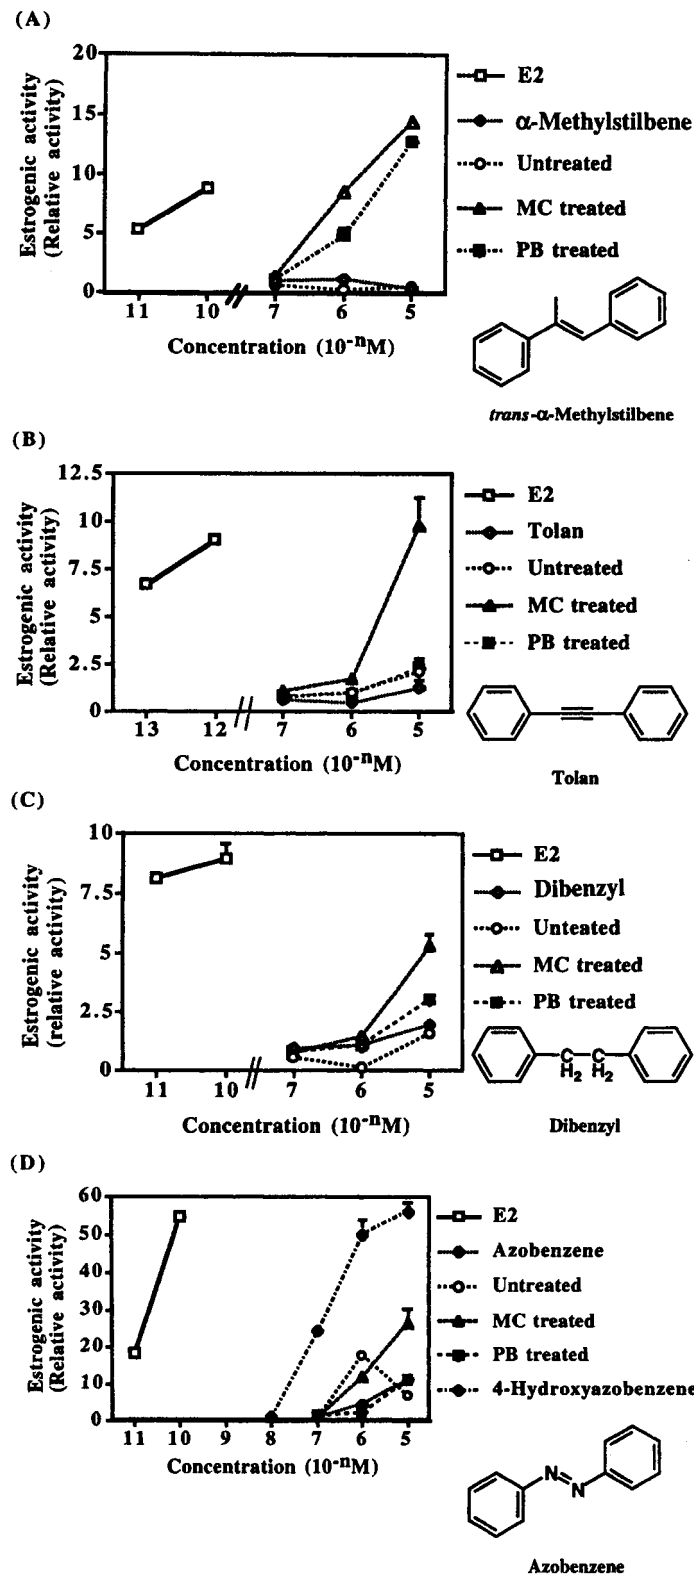 (A)
Estrogenic activity
(Relative activity)
20
15
10
5
0
11 10 7 6 5
Concentration (10-nM)
E2
α-Methylstilbene
Untreated
MC treated
PB treated
trans-α-Methylstilbene
(B)
Estrogenic activity
(Relative activity)
12.5
10
7.5
5
2.5
0
13 12 7 6 5
Concentration (10-nM)
E2
Tolan
Untreated
MC treated
PB treated
Tolan
(C)
Estrogenic activity
(relative activity)
10
7.5
5
2.5
0
11 10 7 6 5
Concentration (10-nM)
E2
Dibenzyl
Unteated
MC treated
PB treated
C C
H2 H2
Dibenzyl
(D)
Estrogenic activity
(Relative activity)
60
50
40
30
20
10
0
11 10 9 8 7 6 5
Concentration (10-nM)
E2
Azobenzene
Untreated
MC treated
PB treated
4-Hydroxyazobenzene
N
N
Azobenzene